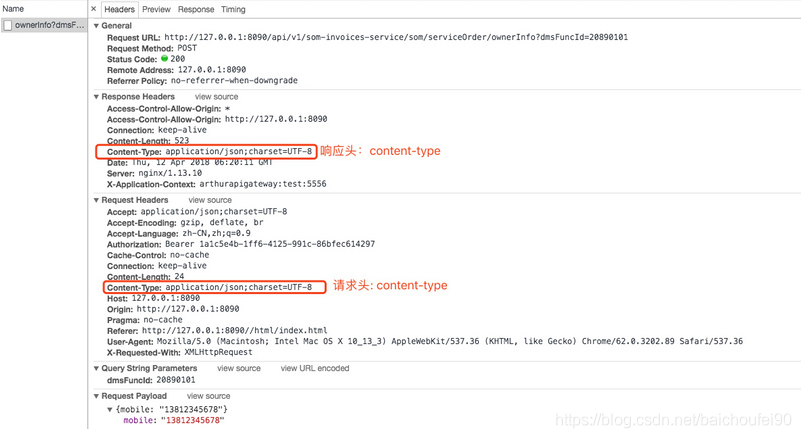 Name
× Headers Preview Response Timing
ownerInfo?dmsF...
▼ General
Request URL: http://127.0.0.1:8090/api/v1/som-invoices-service/som/serviceOrder/ownerInfo?dmsFuncId=20890101
Request Method: POST
Status Code: 200
Remote Address: 127.0.0.1:8090
Referrer Policy: no-referrer-when-downgrade
▼ Response Headers view source
Access-Control-Allow-Origin: *
Access-Control-Allow-Origin: http://127.0.0.1:8090
Connection: keep-alive
Content-Length: 523
Content-Type: application/json;charset=UTF-8 响应头：content-type
Date: Thu, 12 Apr 2018 06:20:11 GMT
Server: nginx/1.13.10
X-Application-Context: arthurapigateway:test:5556
▼ Request Headers view source
Accept: application/json;charset=UTF-8
Accept-Encoding: gzip, deflate, br
Accept-Language: zh-CN,zh;q=0.9
Authorization: Bearer 1a1c5e4b-1ff6-4125-991c-86bfec614297
Cache-Control: no-cache
Connection: keep-alive
Content-Length: 24
Content-Type: application/json;charset=UTF-8 请求头: content-type
Host: 127.0.0.1:8090
Origin: http://127.0.0.1:8090
Pragma: no-cache
Referer: http://127.0.0.1:8090//html/index.html
User-Agent: Mozilla/5.0 (Macintosh; Intel Mac OS X 10_13_3) AppleWebKit/537.36 (KHTML, like Gecko) Chrome/62.0.3202.89 Safari/537.36
X-Requested-With: XMLHttpRequest
▼ Query String Parameters view source view URL encoded
dmsFuncId: 20890101
▼ Request Payload view source
▼ {mobile: "13812345678"}
mobile: "13812345678"
https://blog.csdn.net/baichoufei90